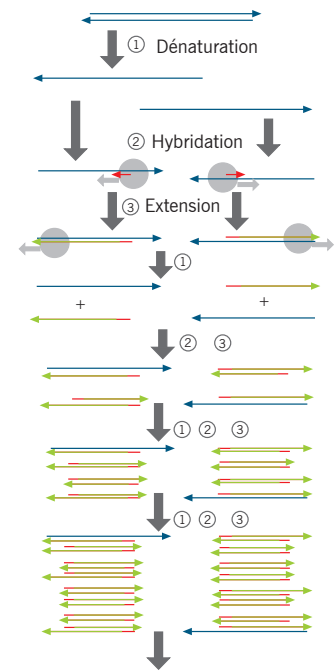 ① Dénaturation
② Hybridation
③ Extension
①
+ +
② ③
① ② ③
① ② ③